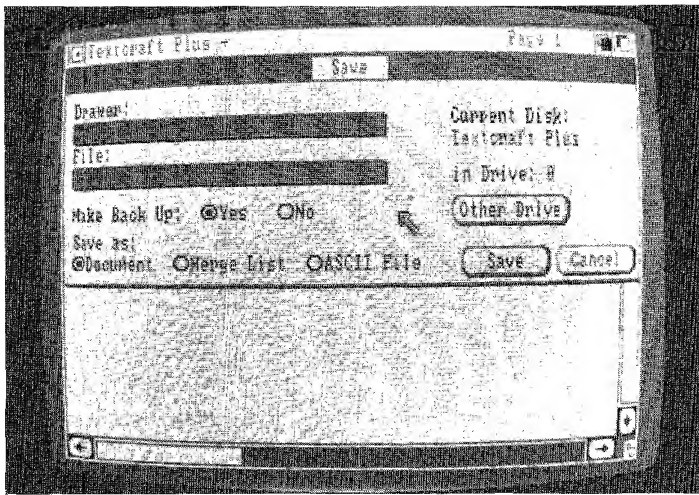 Textcraft Plus
Page 1
Save
Drawer:
Current Disk:
Textcraft Plus
File:
in Drive:
Make Back Up: Yes No
Other Drive
Save as:
Document Merge List ASCII File
Save
Cancel